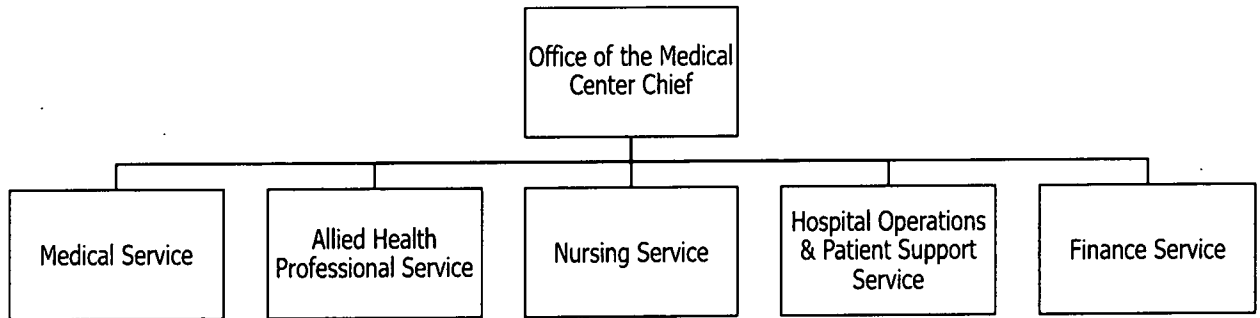 Office of the Medical
Center Chief
Medical Service
Allied Health
Professional Service
Nursing Service
Hospital Operations
& Patient Support
Service
Finance Service